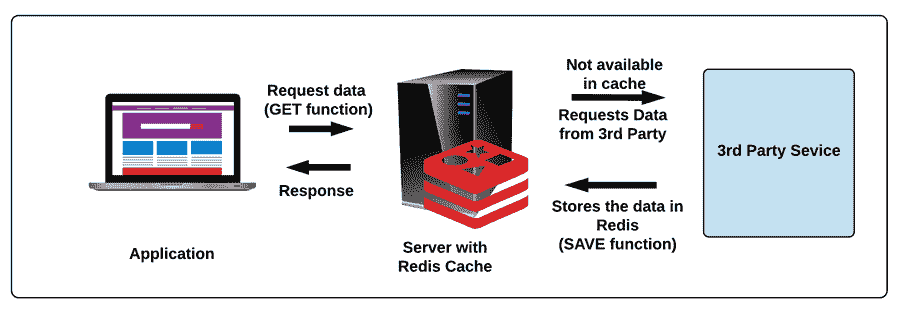 Request data
(GET function)
Response
Application
Server with
Redis Cache
Not available
in cache
Requests Data
from 3rd Party
Stores the data in
Redis
(SAVE function)
3rd Party Sevice